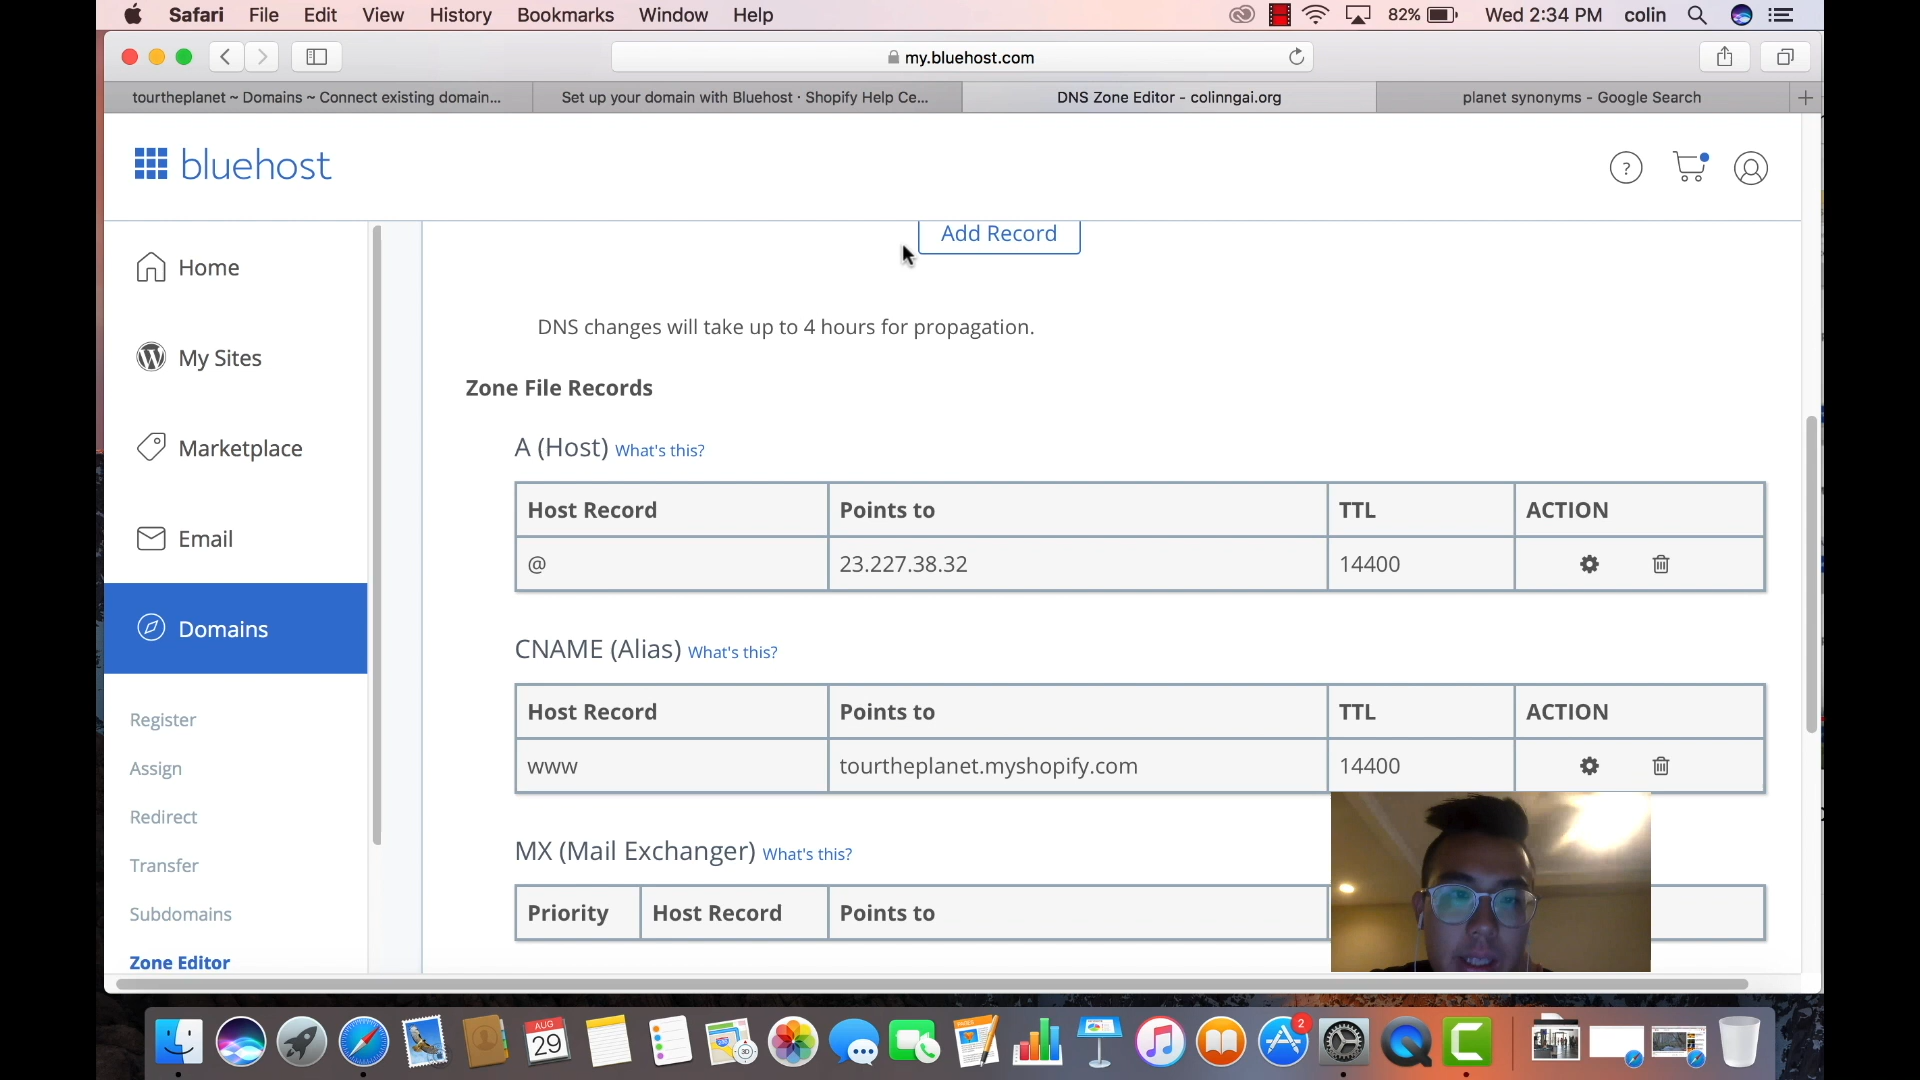 Safari File Edit View History Bookmarks Window Help 82% Wed 2:34 PM colin
my.bluehost.com
tourtheplanet ~ Domains ~ Connect existing domain... Set up your domain with Bluehost · Shopify Help Ce... DNS Zone Editor - colinngai.org planet synonyms - Google Search
bluehost
?
Add Record
Home
DNS changes will take up to 4 hours for propagation.
My Sites
Zone File Records
Marketplace
A (Host) What's this?
Host Record Points to TTL ACTION
@ 23.227.38.32 14400
Email
Domains
CNAME (Alias) What's this?
Host Record Points to TTL ACTION
www tourtheplanet.myshopify.com 14400
Register
Assign
Redirect
Transfer
Subdomains
Zone Editor
MX (Mail Exchanger) What's this?
Priority Host Record Points to
AUG
29
2